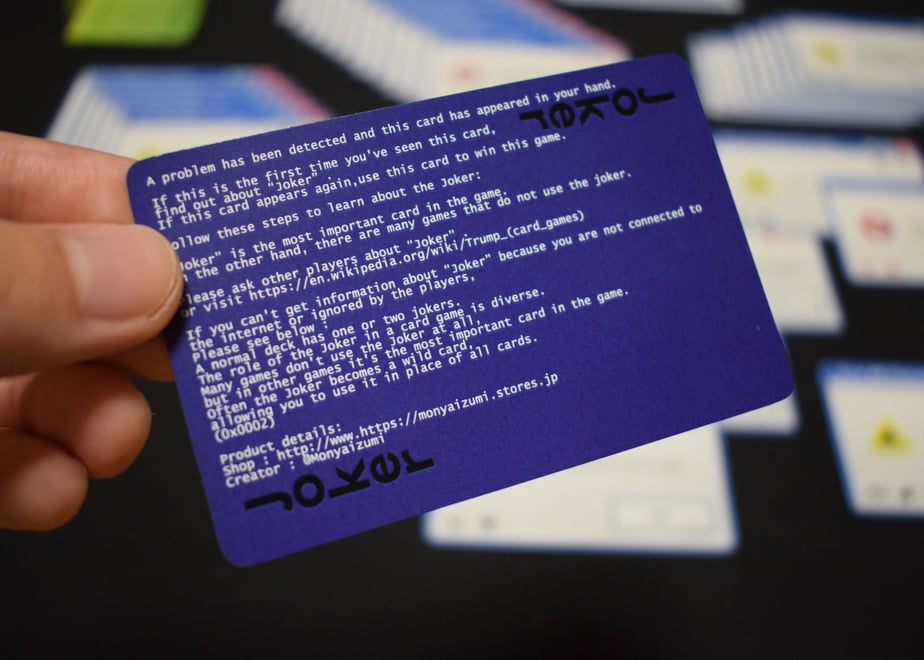 A problem has been detected and this card has appeared in your hand.
Joker
If this is the first time you've seen this card,
find out about "Joker" .
If this card appears again,use this card to win this game.
ollow these steps to learn about the Joker:
oker" is the most important card in the game.
n the other hand, there are many games that do not use the joker.
lease ask other players about "Joker" .
or visit https://en.wikipedia.org/wiki/Trump_(card_games)
If you can't get information about "Joker" because you are not connected to
the internet or ignored by the players,
Please see below :
A normal deck has one or two jokers.
The role of the Joker in a card game is diverse.
Many games don't use the Joker at all.
but in other games it's the most important card in the game.
Often the Joker becomes a wild card,
allowing you to use it in place of all cards.
(0x0002)
Product details:
Shop : http://www.https://monyaizumi.stores.jp
Creator : @Monyaizumi
Joker